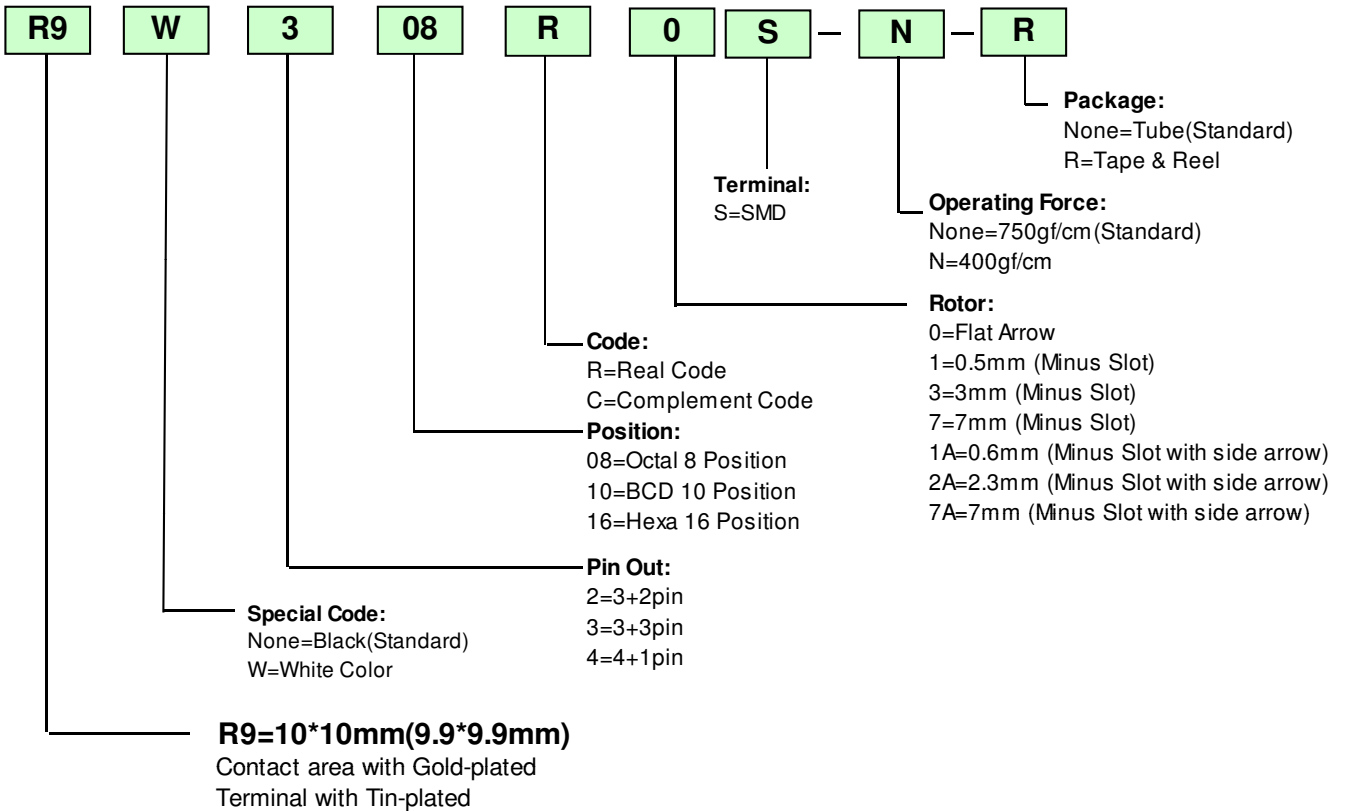 R9 W 3 08 R 0 S – N – R
Package:
None=Tube(Standard)
R=Tape & Reel
Terminal:
S=SMD
Operating Force:
None=750gf/cm(Standard)
N=400gf/cm
Rotor:
0=Flat Arrow
1=0.5mm (Minus Slot)
3=3mm (Minus Slot)
7=7mm (Minus Slot)
1A=0.6mm (Minus Slot with side arrow)
2A=2.3mm (Minus Slot with side arrow)
7A=7mm (Minus Slot with side arrow)
Code:
R=Real Code
C=Complement Code
Position:
08=Octal 8 Position
10=BCD 10 Position
16=Hexa 16 Position
Pin Out:
2=3+2pin
3=3+3pin
4=4+1pin
Special Code:
None=Black(Standard)
W=White Color
R9=10*10mm(9.9*9.9mm)
Contact area with Gold-plated
Terminal with Tin-plated